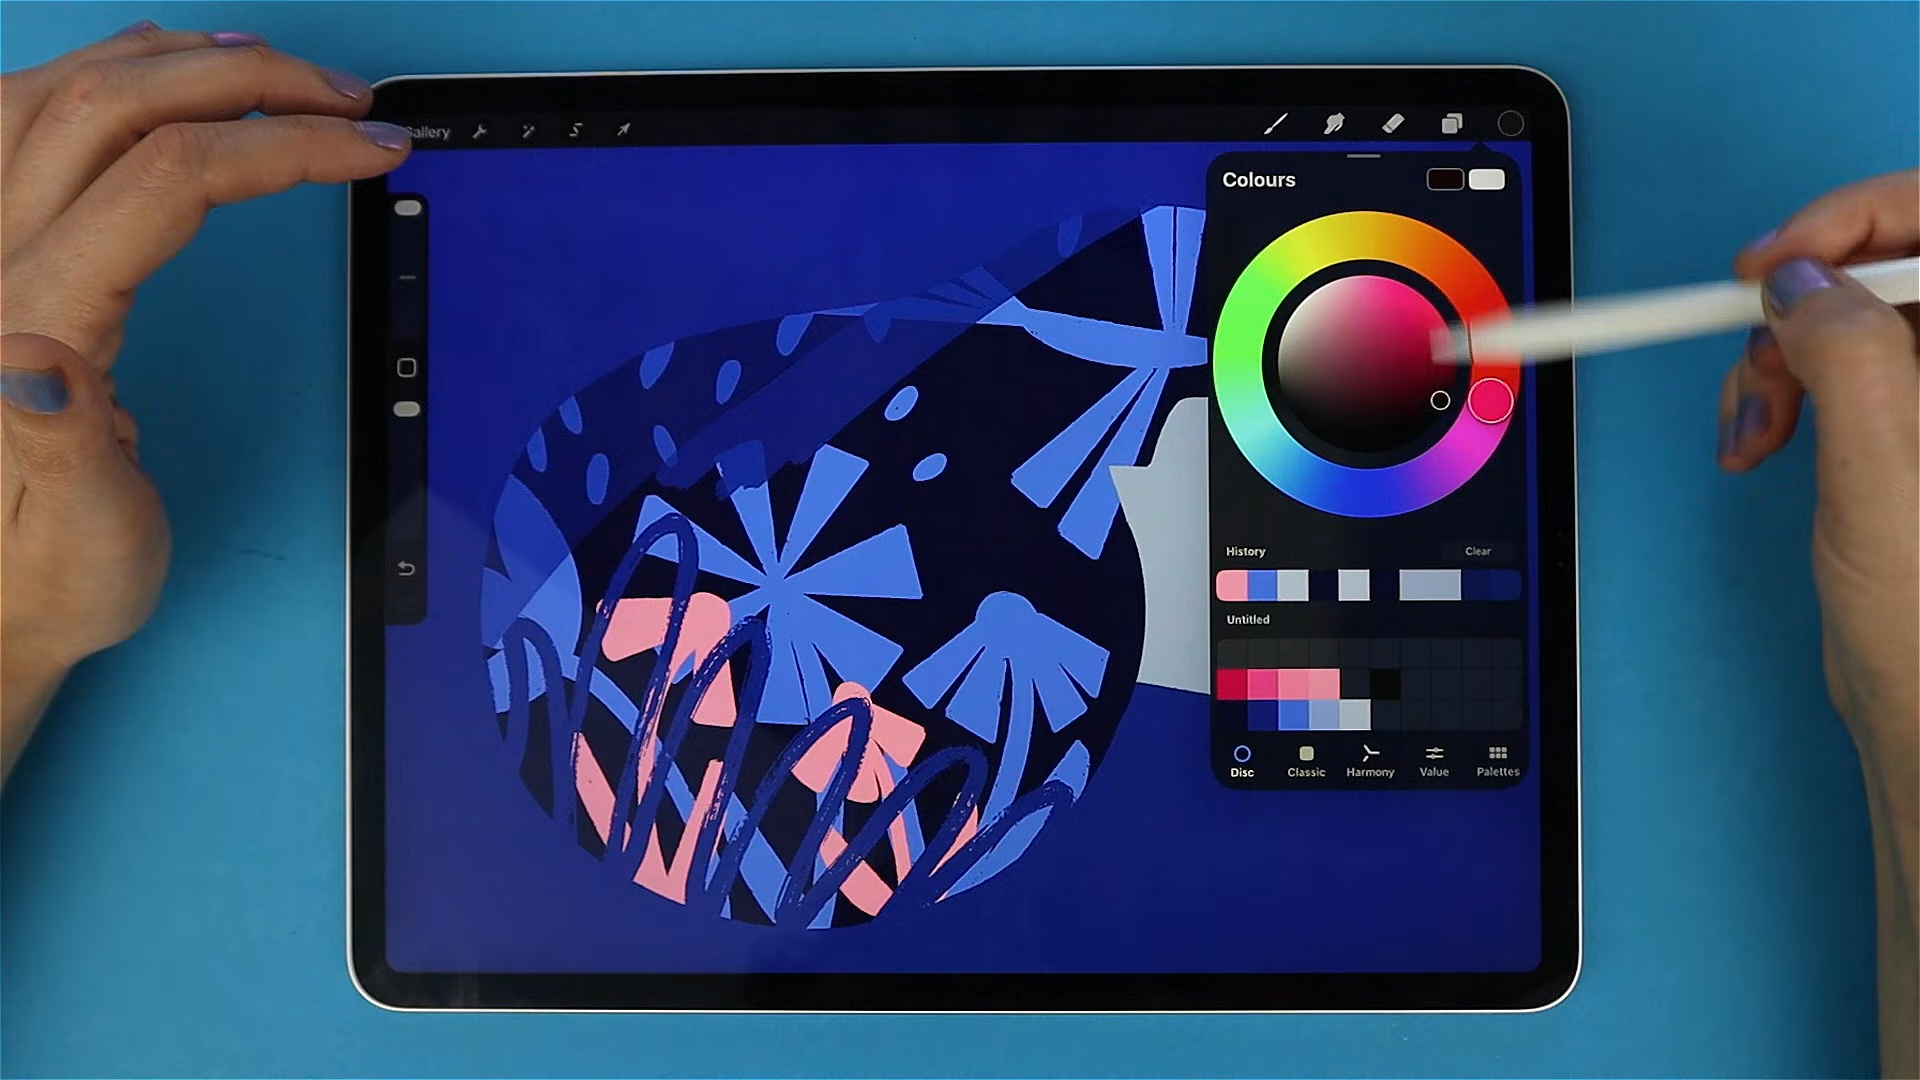 Gallery
Colours
History
Clear
Untitled
Disc
Classic
Harmony
Value
Palettes